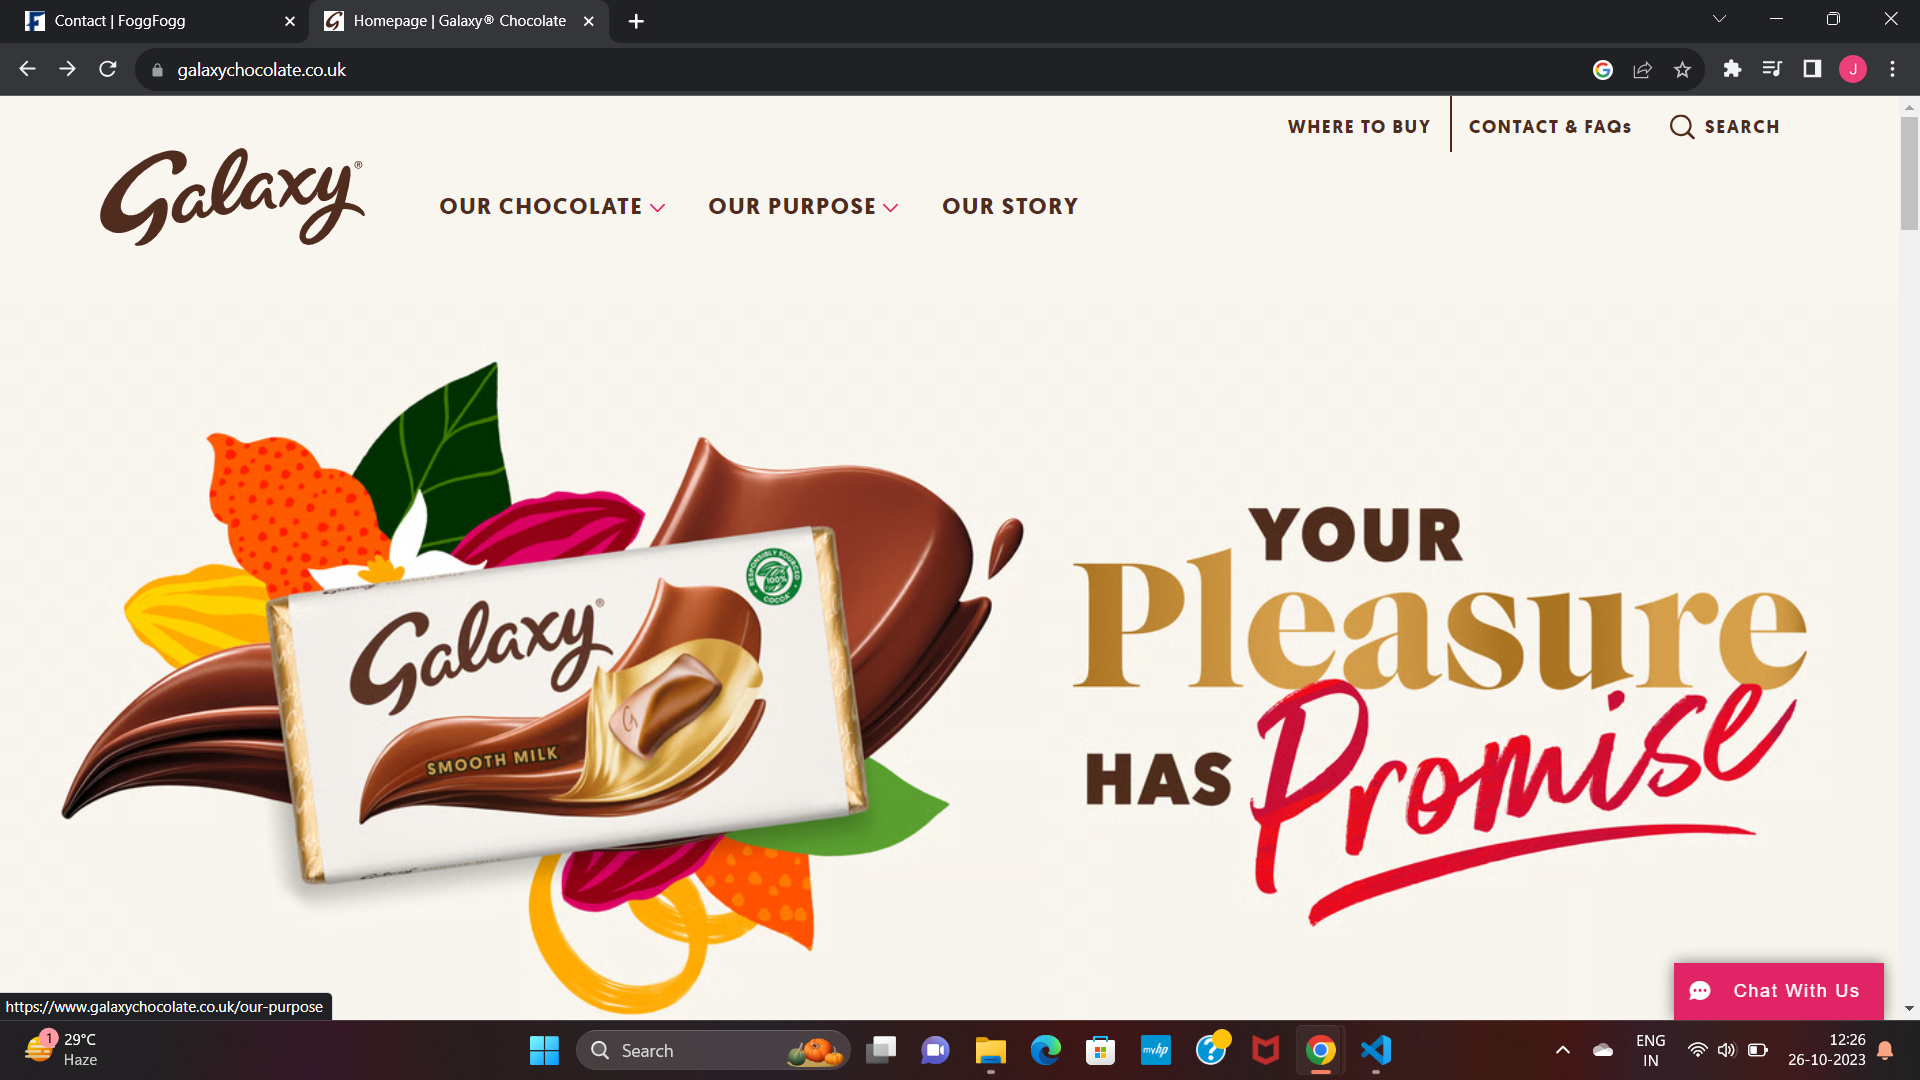 Contact | FoggFogg
Homepage | Galaxy® Chocolate
galaxychocolate.co.uk
J
WHERE TO BUY
CONTACT & FAQs
SEARCH
Galaxy®
OUR CHOCOLATE
OUR PURPOSE
OUR STORY
YOUR
Pleasure
HAS Promise
RESPONSIBLY SOURCED
100%
COCOA
Galaxy®
SMOOTH MILK
Chat With Us
https://www.galaxychocolate.co.uk/our-purpose
1
29°C
Haze
Search
myhp
ENG
IN
12:26
26-10-2023